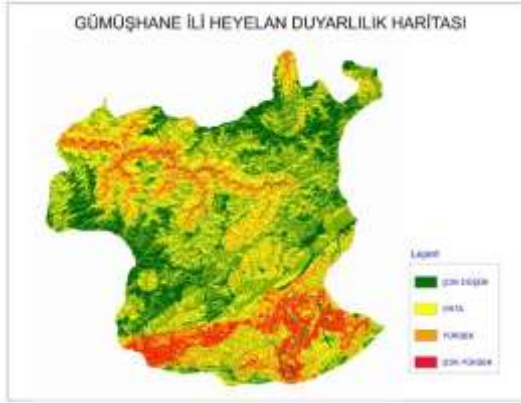 GÜMÜŞHANE İLİ HEYELAN DUYARLILIK HARİTASI
Lejant
ÇOK DÜŞÜK
ORTA
YÜKSEK
ÇOK YÜKSEK